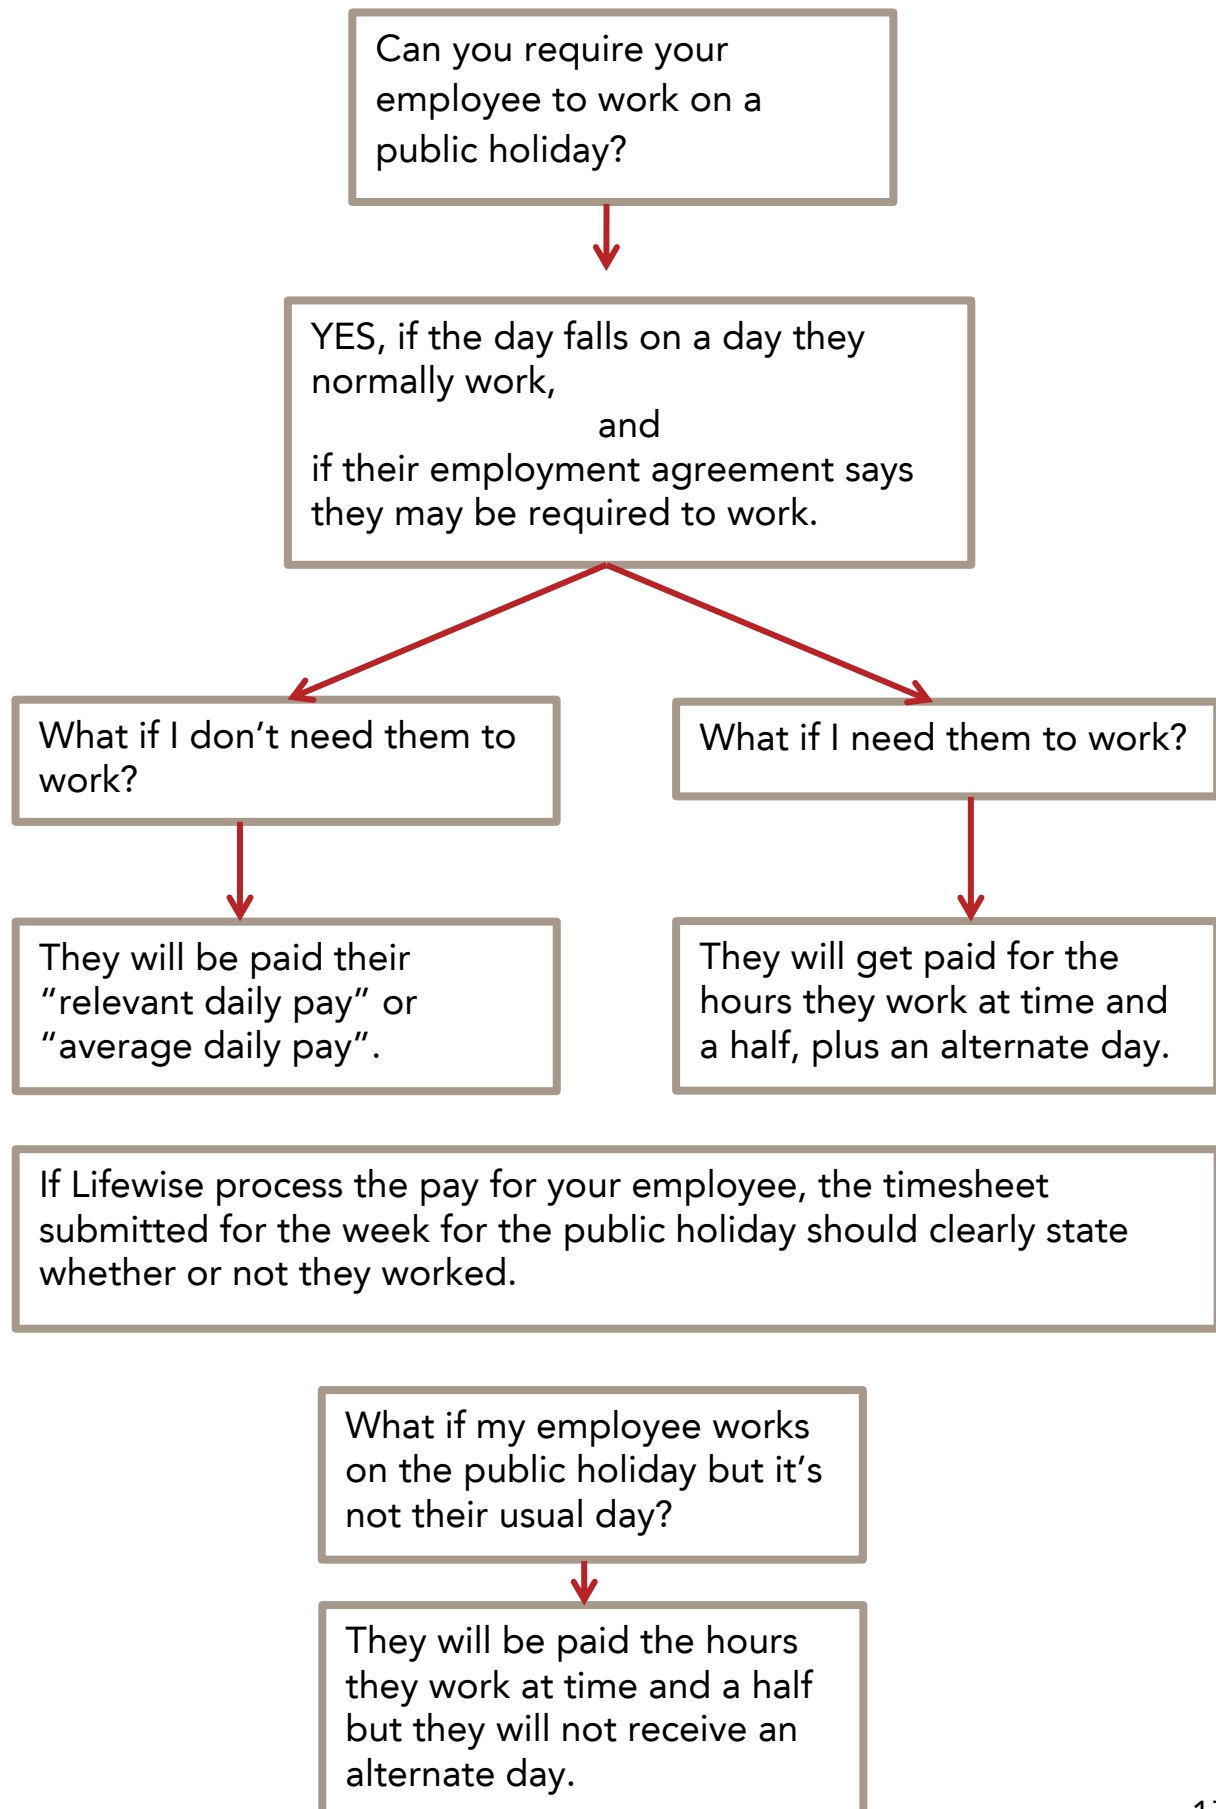 Can you require your
employee to work on a
public holiday?
YES, if the day falls on a day they
normally work,
and
if their employment agreement says
they may be required to work.
What if I don’t need them to
work?
What if I need them to work?
They will be paid their
“relevant daily pay” or
“average daily pay”.
They will get paid for the
hours they work at time and
a half, plus an alternate day.
If Lifewise process the pay for your employee, the timesheet
submitted for the week for the public holiday should clearly state
whether or not they worked.
What if my employee works
on the public holiday but it’s
not their usual day?
They will be paid the hours
they work at time and a half
but they will not receive an
alternate day.